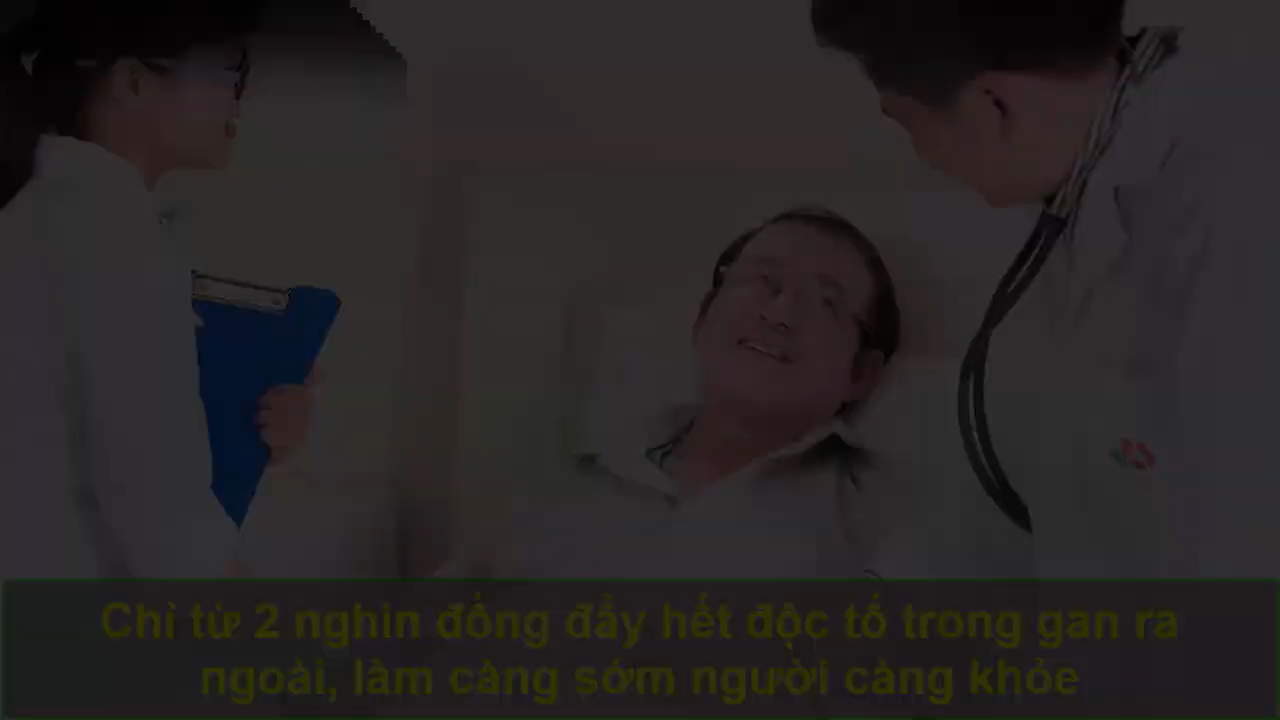 Chỉ từ 2 nghìn đồng đẩy hết độc tố trong gan ra
ngoài, làm càng sớm người càng khỏe